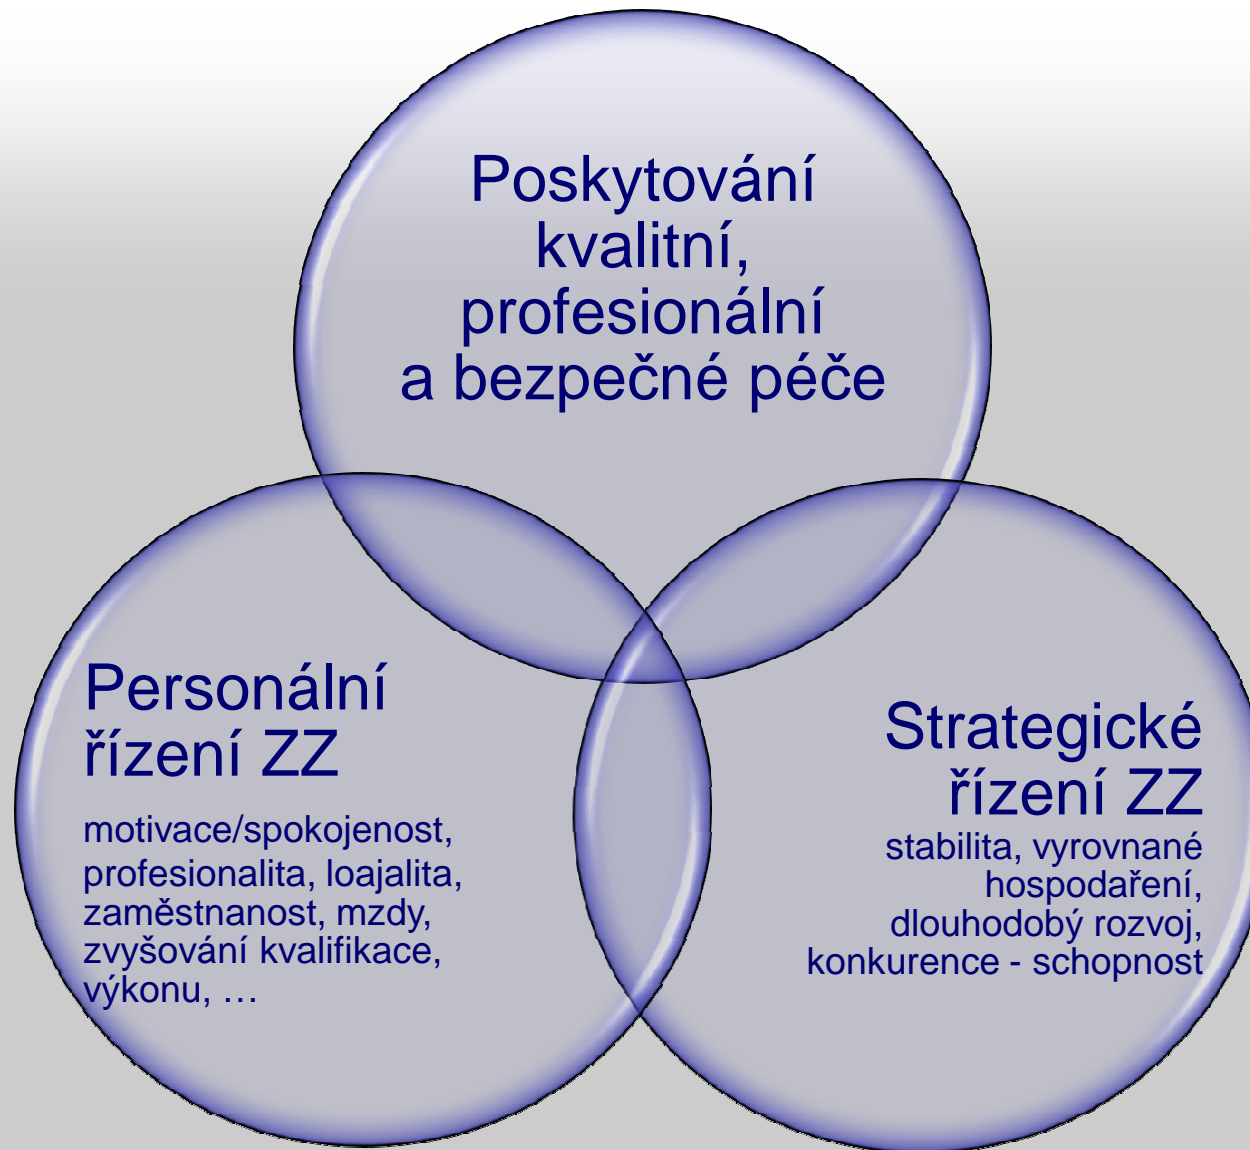 Poskytování
kvalitní,
profesionální
a bezpečné péče
Personální
řízení ZZ
motivace/spokojenost,
profesionalita, loajalita,
zaměstnanost, mzdy,
zvyšování kvalifikace,
výkonu, …
Strategické
řízení ZZ
stabilita, vyrovnané
hospodaření,
dlouhodobý rozvoj,
konkurence - schopnost